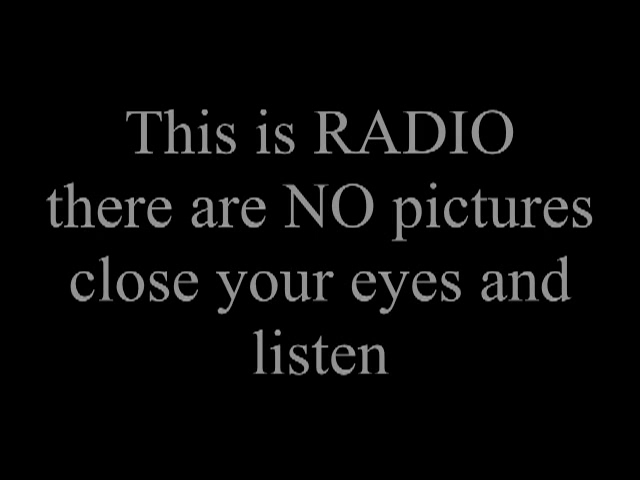 This is RADIO
there are NO pictures
close your eyes and
listen